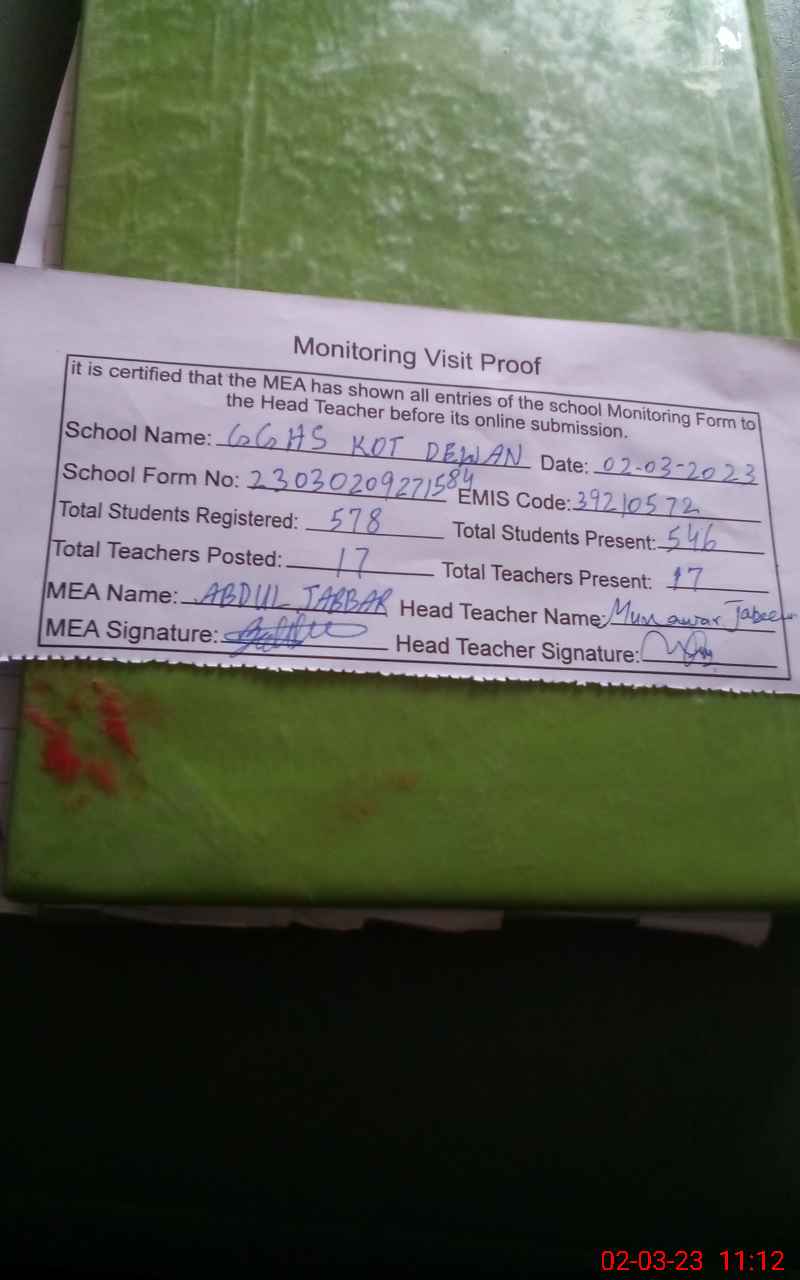 Monitoring Visit Proof
it is certified that the MEA has shown all entries of the school Monitoring Form to
the Head Teacher before its online submission.
School Name: GGHS KOT DEWAN Date: 02-03-2023
School Form No: 23030209271584 EMIS Code: 39210572
Total Students Registered: 578 Total Students Present: 546
Total Teachers Posted: 17 Total Teachers Present: 17
MEA Name: ABDUL JABBAR Head Teacher Name: Munawar Jabeen
MEA Signature: Head Teacher Signature:
02-03-23 11:12